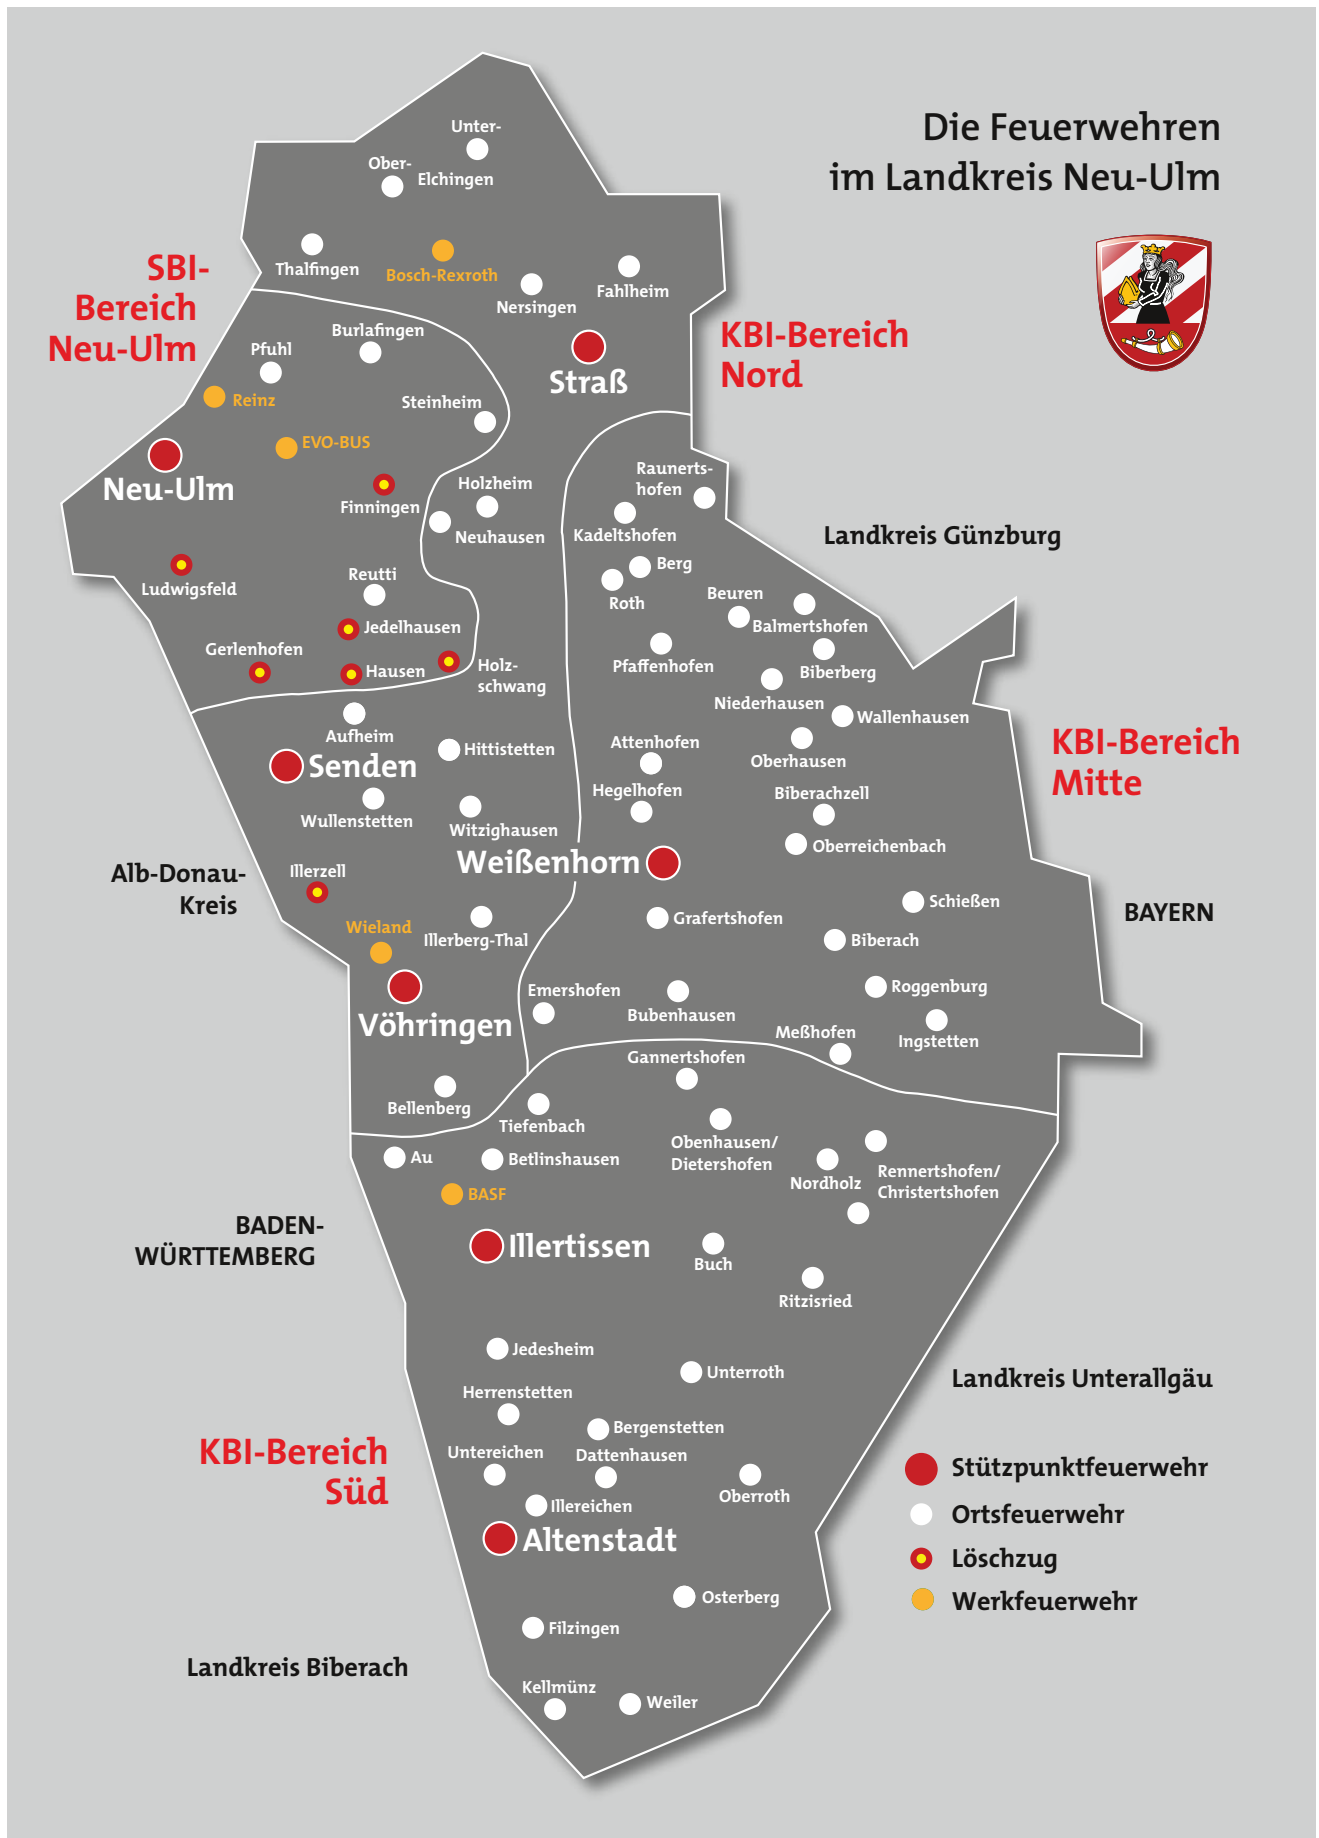 Die Feuerwehren
im Landkreis Neu-Ulm
Unter-
Ober-
Elchingen
Thalfingen
Bosch-Rexroth
Nersingen
Fahlheim
SBI-
Bereich
Neu-Ulm
KBI-Bereich
Nord
Straß
Burlafingen
Pfuhl
Reinz
Steinheim
EVO-BUS
Neu-Ulm
Finningen
Holzheim
Neuhausen
Raunerts-
hofen
Kadeltshofen
Landkreis Günzburg
Ludwigsfeld
Reutti
Berg
Roth
Beuren
Balmertshofen
Jedelhausen
Gerlenhofen
Hausen
Holz-
schwang
Pfaffenhofen
Biberberg
Niederhausen
Wallenhausen
Aufheim
Hittistetten
Attenhofen
Oberhausen
KBI-Bereich
Mitte
Senden
Hegelhofen
Biberachzell
Wullenstetten
Witzighausen
Oberreichenbach
Weißenhorn
Alb-Donau-
Kreis
Illerzell
Schießen
BAYERN
Wieland
Illerberg-Thal
Grafertshofen
Biberach
Emershofen
Roggenburg
Vöhringen
Bubenhausen
Meßhofen
Ingstetten
Gannertshofen
Bellenberg
Tiefenbach
Obenhausen/
Dietershofen
Au
Betlinshausen
Nordholz
Rennertshofen/
Christertshofen
BASF
BADEN-
WÜRTTEMBERG
Illertissen
Buch
Ritzisried
Jedesheim
Unterroth
Landkreis Unterallgäu
Herrenstetten
Bergenstetten
KBI-Bereich
Süd
Untereichen
Dattenhausen
Oberroth
Illereichen
Altenstadt
Stützpunktfeuerwehr
Ortsfeuerwehr
Löschzug
Werkfeuerwehr
Osterberg
Filzingen
Landkreis Biberach
Kellmünz
Weiler